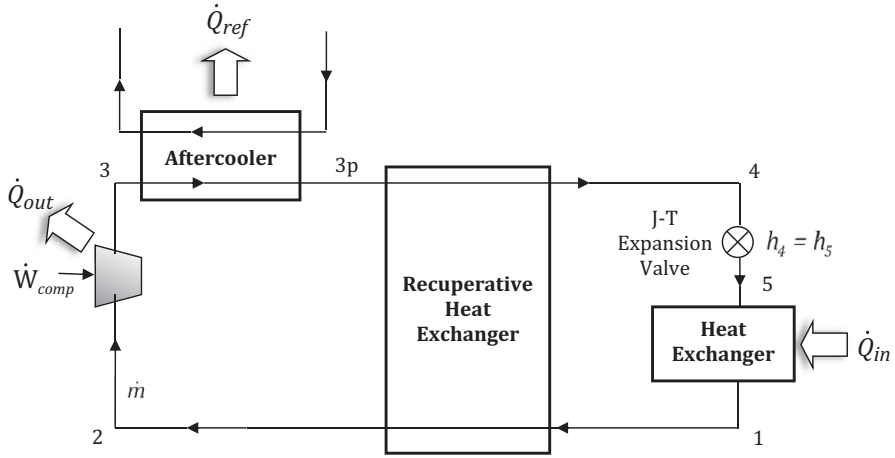 Q̇ref
Aftercooler
3
3p
4
Q̇out
J-T
Expansion
Valve
h4 = h5
Ẇcomp
5
Recuperative
Heat
Exchanger
Heat
Exchanger
Q̇in
ṁ
2
1